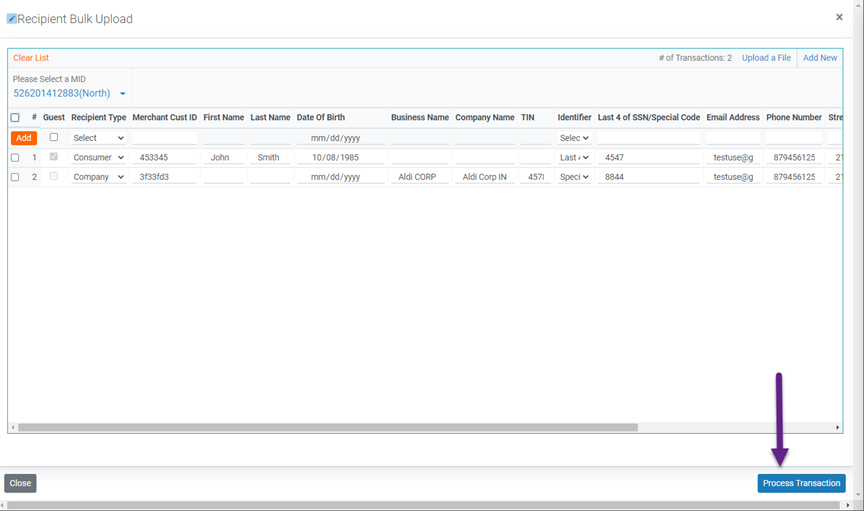 Recipient Bulk Upload ×
Clear List # of Transactions: 2 Upload a File Add New
Please Select a MID
526201412883(North)
# Guest Recipient Type Merchant Cust ID First Name Last Name Date Of Birth Business Name Company Name TIN Identifier Last 4 of SSN/Special Code Email Address Phone Number Stre
Add Select mm/dd/yyyy Selec
1 Consumer 453345 John Smith 10/08/1985 Last 4547 testuse@g 879456125 21
2 Company 3f33fd3 mm/dd/yyyy Aldi CORP Aldi Corp IN 457 Speci 8844 testuse@g 879456125 21
Close Process Transaction